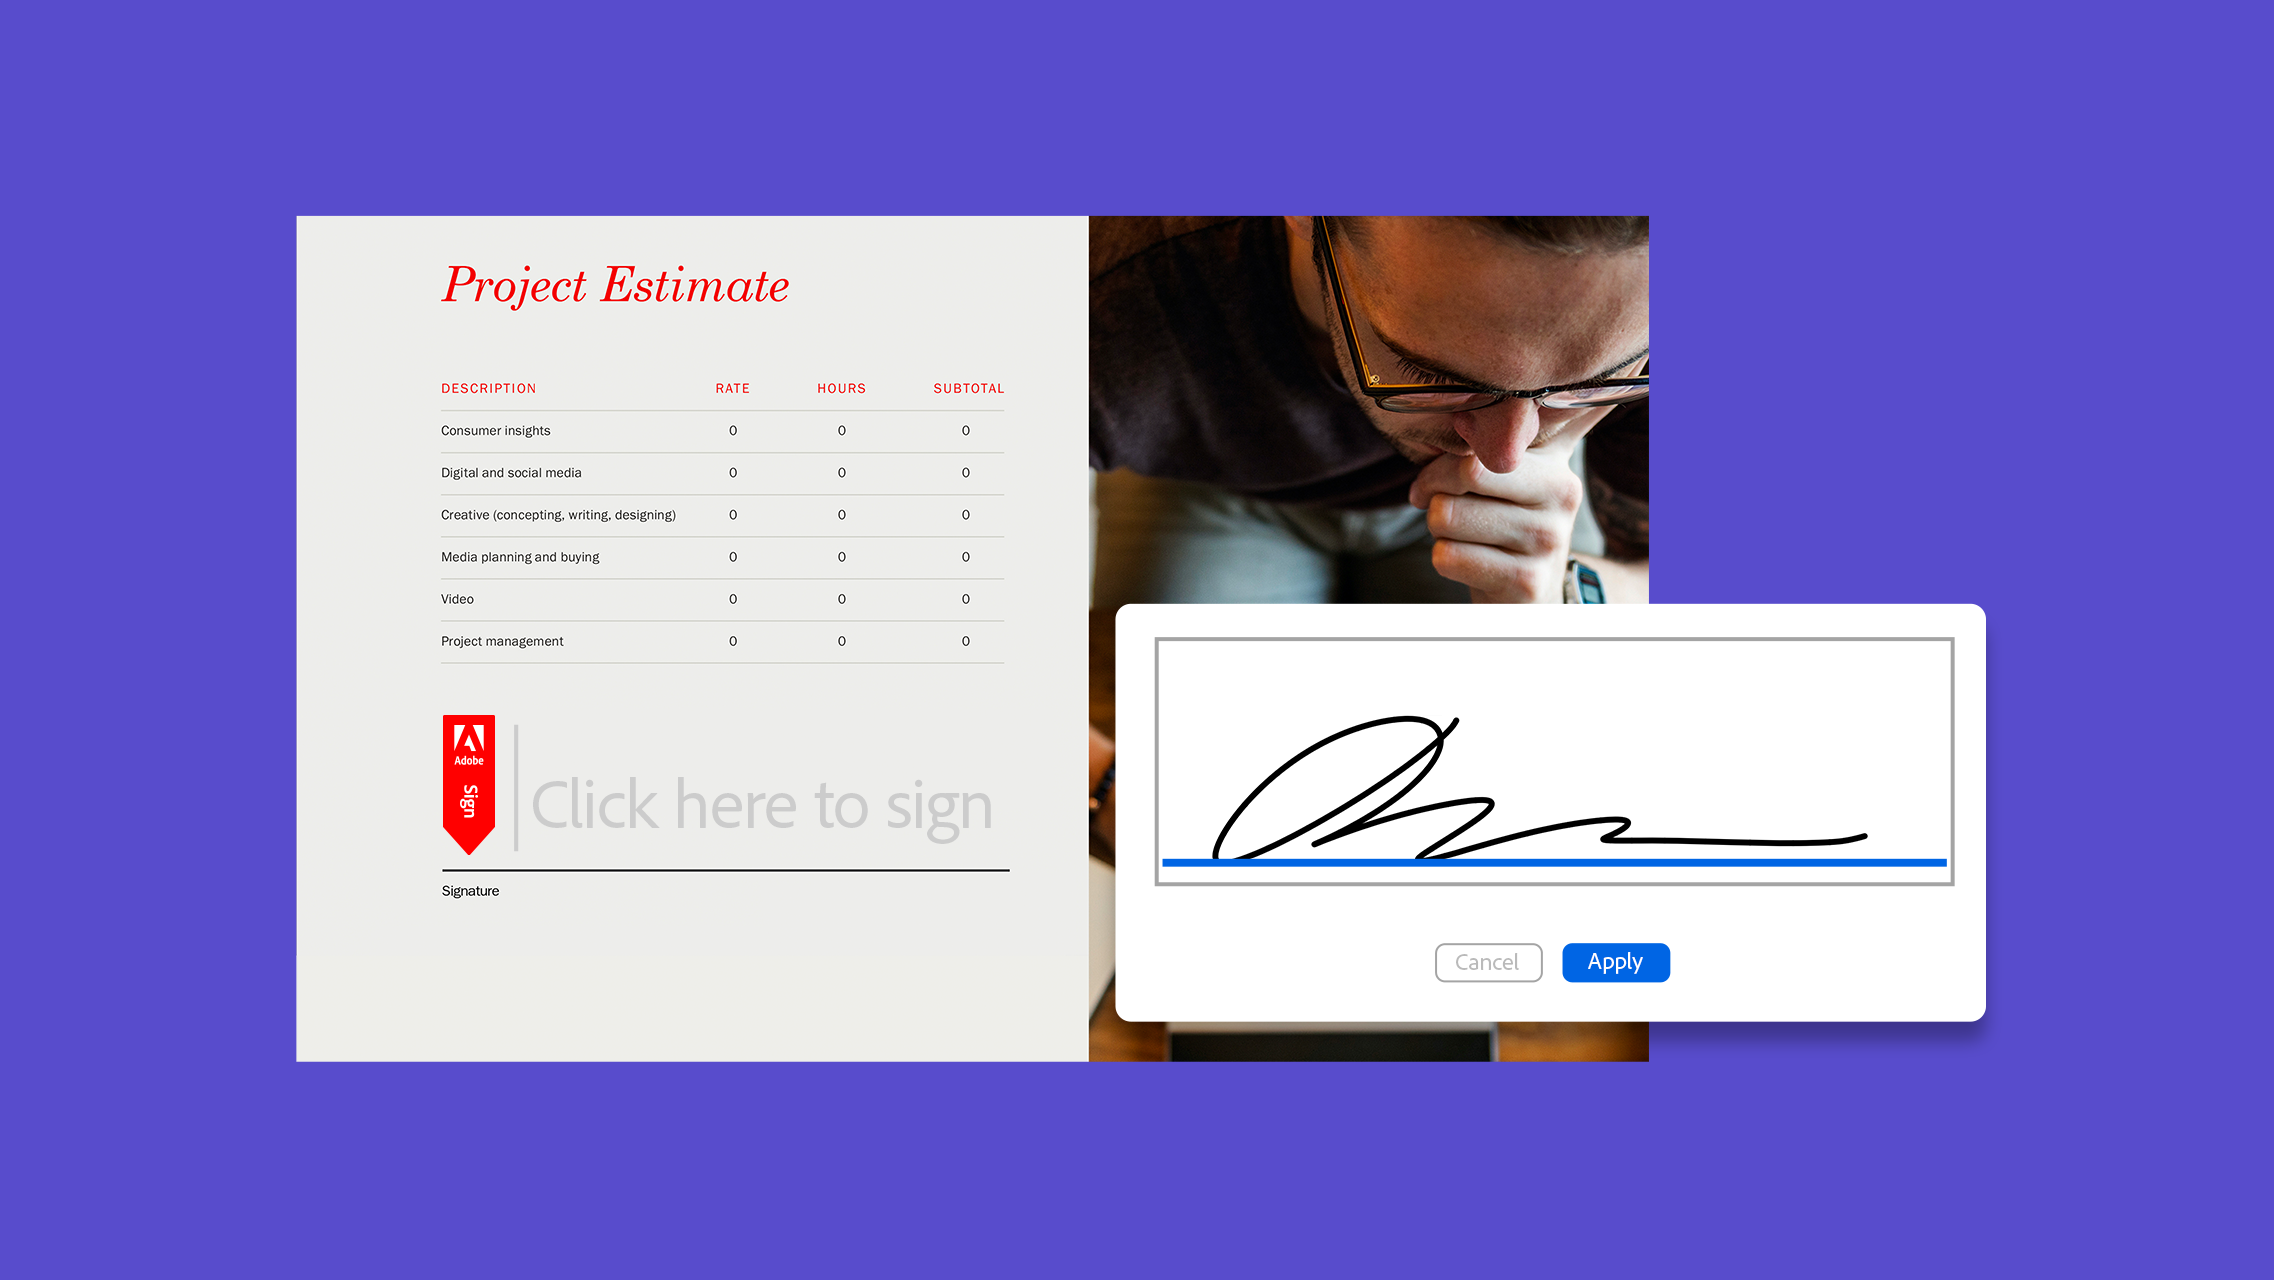 Project Estimate
DESCRIPTION RATE HOURS SUBTOTAL
Consumer insights 0 0 0
Digital and social media 0 0 0
Creative (concepting, writing, designing) 0 0 0
Media planning and buying 0 0 0
Video 0 0 0
Project management 0 0 0
Adobe
Sign
Click here to sign
Signature
Cancel Apply